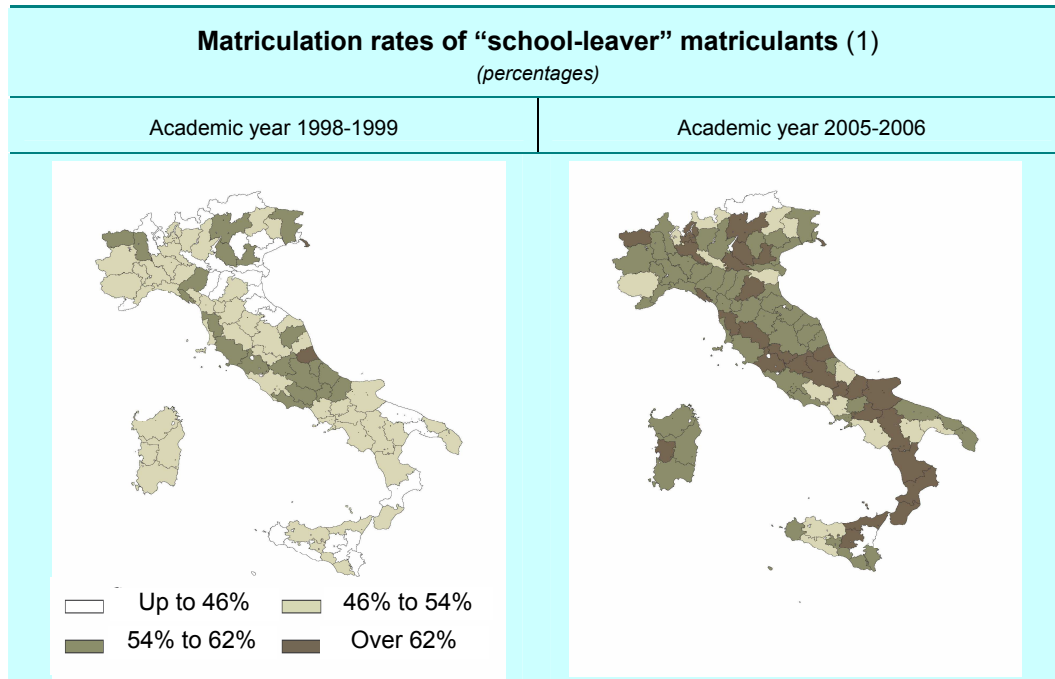 Matriculation rates of “school-leaver” matriculants (1)
(percentages)
Academic year 1998-1999
Academic year 2005-2006
Up to 46%
46% to 54%
54% to 62%
Over 62%